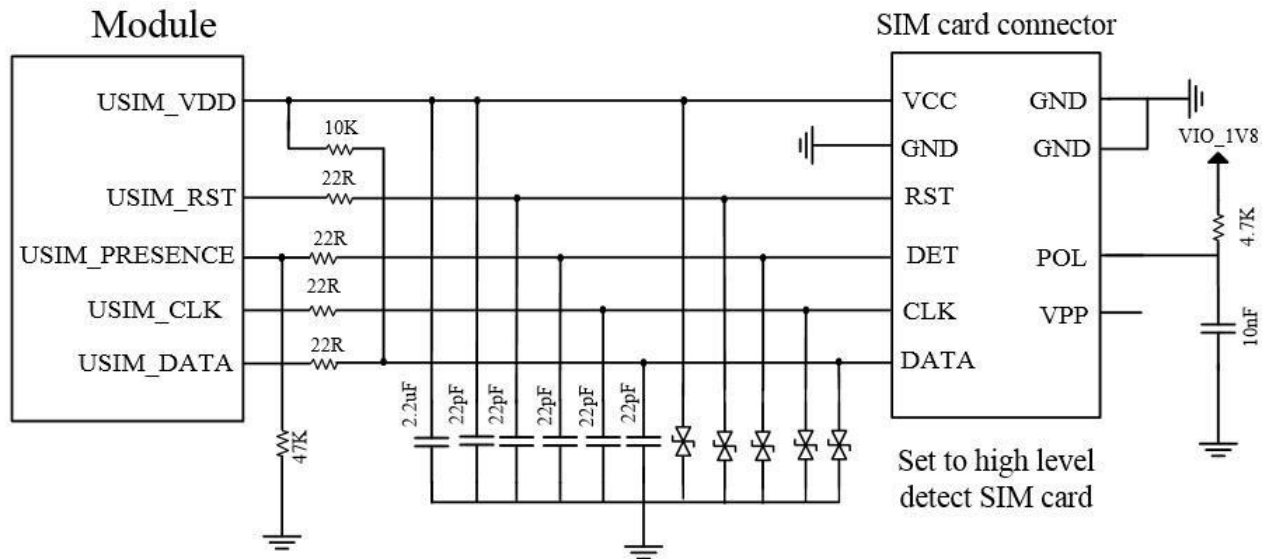 Module
SIM card connector
USIM_VDD
VCC
GND
10K
GND
GND
VIO_1V8
22R
USIM_RST
RST
4.7K
22R
USIM_PRESENCE
DET
POL
22R
USIM_CLK
CLK
VPP
10nF
22R
USIM_DATA
DATA
47K
2.2uF
22pF
22pF
22pF
22pF
22pF
Set to high level
detect SIM card